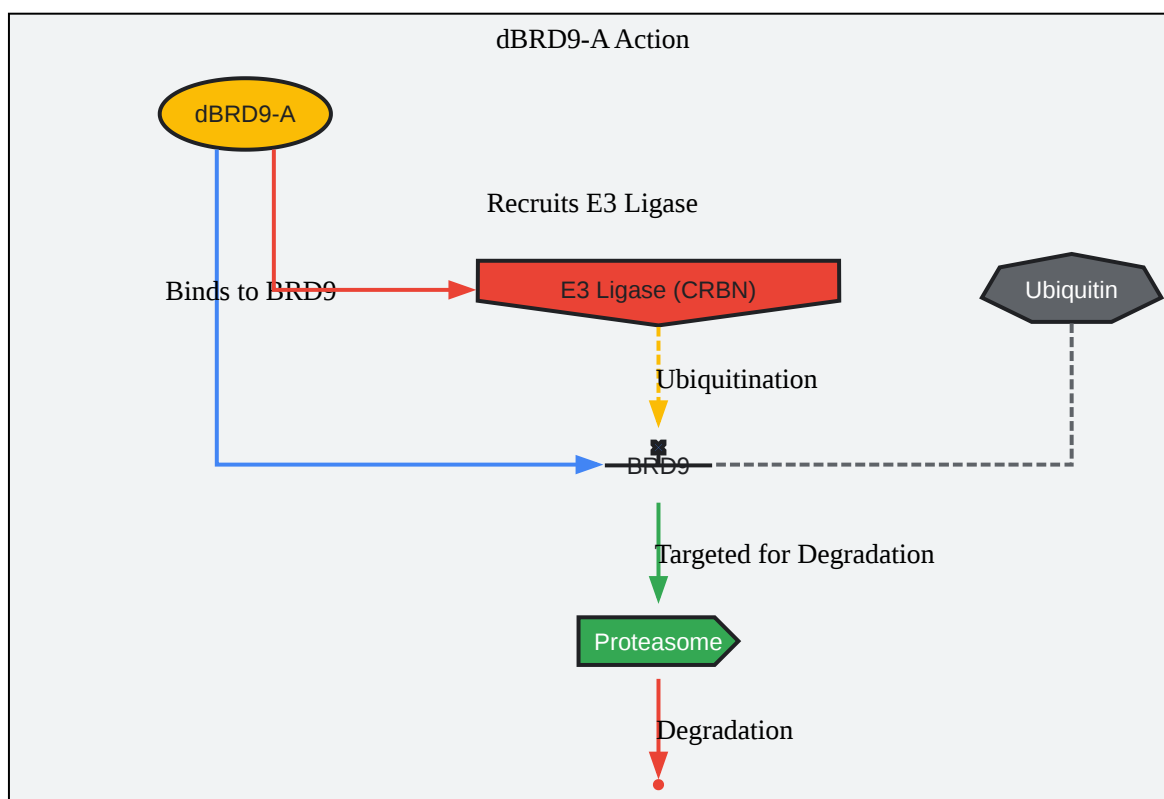 dBRD9-A Action
dBRD9-A
Recruits E3 Ligase
Binds to BRD9
E3 Ligase (CRBN)
Ubiquitin
Ubiquitination
BRD9
Targeted for Degradation
Proteasome
Degradation